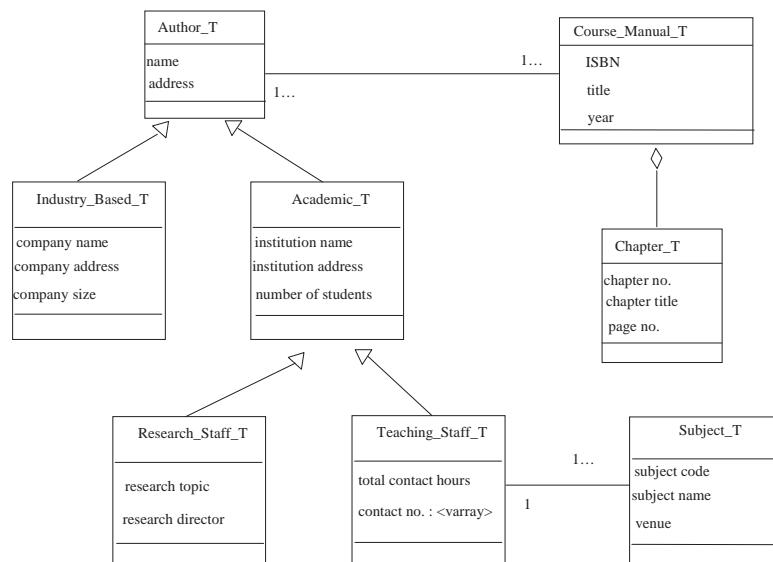 Author_T
name
address
1...
Course_Manual_T
ISBN
title
year
1...
Industry_Based_T
company name
company address
company size
Academic_T
institution name
institution address
number of students
Chapter_T
chapter no.
chapter title
page no.
Research_Staff_T
research topic
research director
Teaching_Staff_T
total contact hours
contact no. : <varray>
1
1...
Subject_T
subject code
subject name
venue